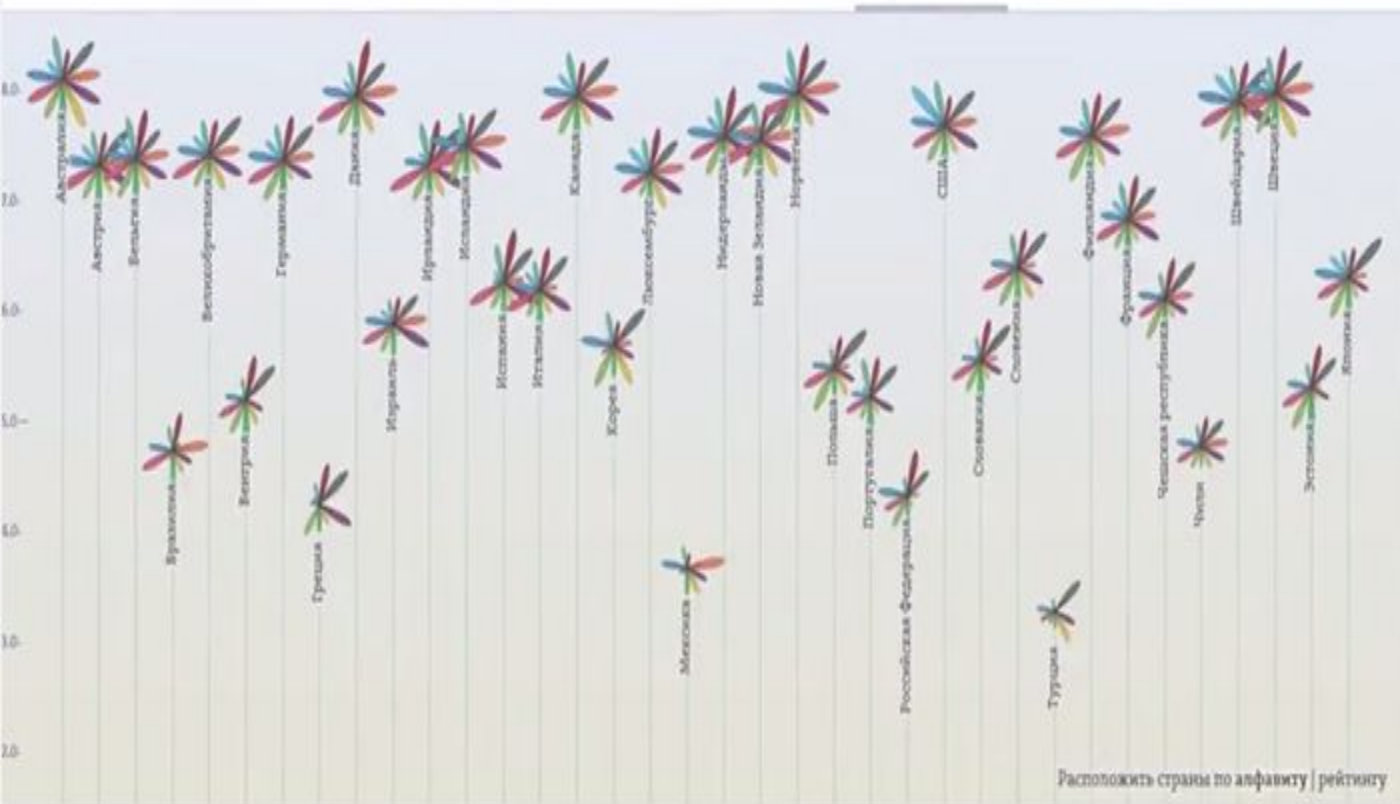 8.0-
7.0-
6.0-
5.0-
4.0-
3.0-
2.0-
Австралия
Австрия
Бельгия
Бразилия
Великобритания
Венгрия
Германия
Греция
Дания
Израиль
Ирландия
Исландия
Испания
Италия
Канада
Корея
Люксембург
Мексика
Нидерланды
Новая Зеландия
Норвегия
Польша
Португалия
Российская Федерация
США
Словакия
Словения
Турция
Финляндия
Франция
Чешская республика
Чили
Швейцария
Швеция
Эстония
Япония
Расположить страны по алфавиту | рейтингу